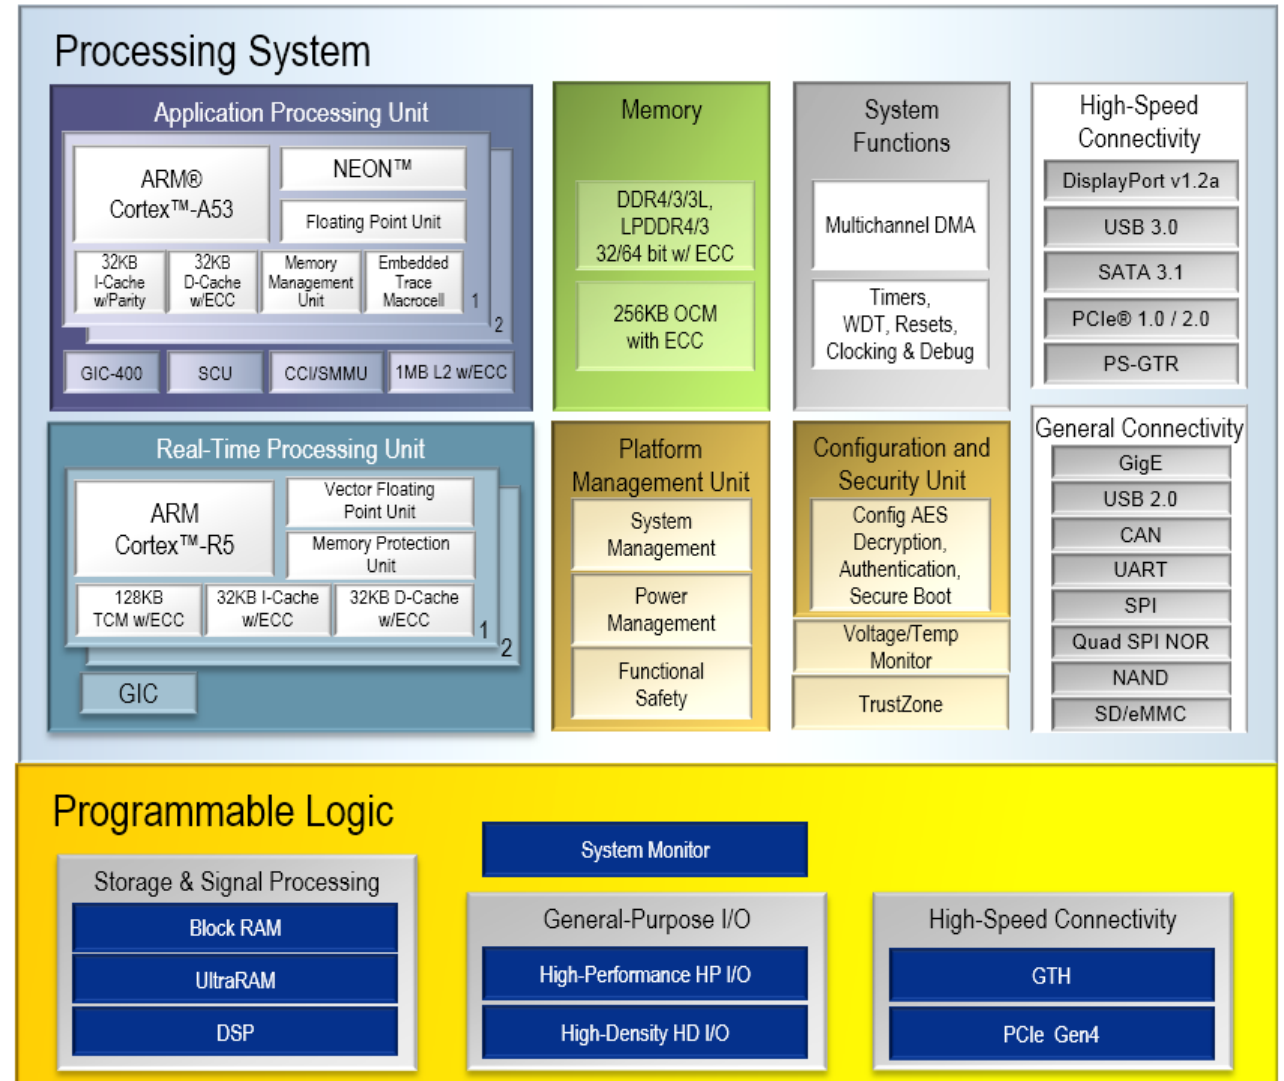 Processing System
Application Processing Unit
ARM®
Cortex™-A53
NEON™
Floating Point Unit
32KB
I-Cache
w/Parity
32KB
D-Cache
w/ECC
Memory
Management
Unit
Embedded
Trace
Macrocell
1
2
GIC-400
SCU
CCI/SMMU
1MB L2 w/ECC
Memory
DDR4/3/3L,
LPDDR4/3
32/64 bit w/ ECC
256KB OCM
with ECC
System
Functions
Multichannel DMA
Timers,
WDT, Resets,
Clocking & Debug
High-Speed
Connectivity
DisplayPort v1.2a
USB 3.0
SATA 3.1
PCIe® 1.0 / 2.0
PS-GTR
Real-Time Processing Unit
ARM
Cortex™-R5
Vector Floating
Point Unit
Memory Protection
Unit
128KB
TCM w/ECC
32KB I-Cache
w/ECC
32KB D-Cache
w/ECC
1
2
GIC
Platform
Management Unit
System
Management
Power
Management
Functional
Safety
Configuration and
Security Unit
Config AES
Decryption,
Authentication,
Secure Boot
Voltage/Temp
Monitor
TrustZone
General Connectivity
GigE
USB 2.0
CAN
UART
SPI
Quad SPI NOR
NAND
SD/eMMC
Programmable Logic
Storage & Signal Processing
Block RAM
UltraRAM
DSP
System Monitor
General-Purpose I/O
High-Performance HP I/O
High-Density HD I/O
High-Speed Connectivity
GTH
PCIe Gen4